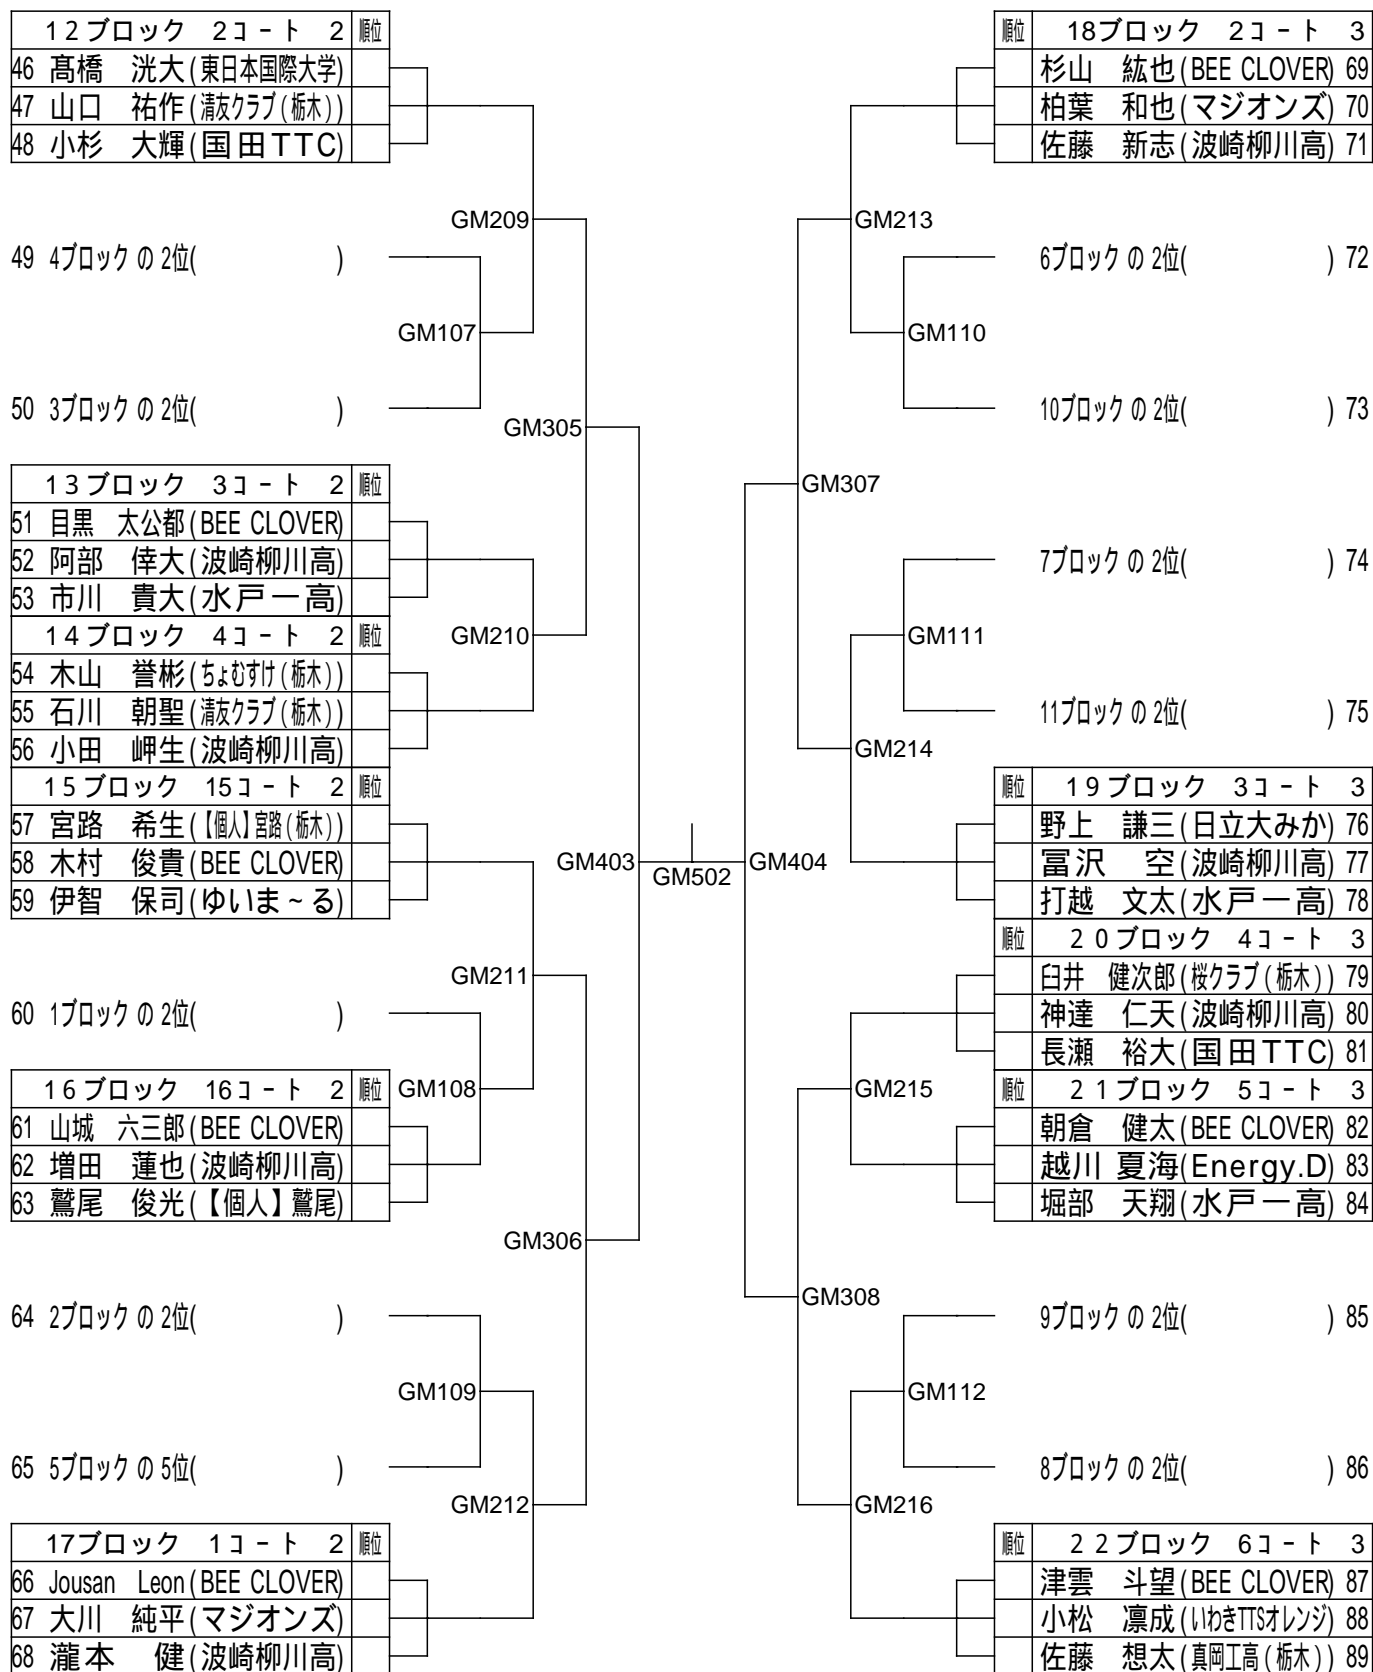 12ブロック 2コート 2 順位
46 髙橋 洸大(東日本国際大学)
47 山口 祐作(清友クラブ(栃木))
48 小杉 大輝(国田TTC)
GM209
49 4ブロック の 2位( )
GM107
50 3ブロック の 2位( )
GM305
13ブロック 3コート 2 順位
51 目黒 太公都(BEE CLOVER)
52 阿部 倖大(波崎柳川高)
53 市川 貴大(水戸一高)
14ブロック 4コート 2 順位
GM210
54 木山 誉彬(ちょむすけ(栃木))
55 石川 朝聖(清友クラブ(栃木))
56 小田 岬生(波崎柳川高)
15ブロック 15コート 2 順位
57 宮路 希生(【個人】宮路(栃木))
58 木村 俊貴(BEE CLOVER)
59 伊智 保司(ゆいま~る)
GM403
GM502
GM211
60 1ブロック の 2位( )
16ブロック 16コート 2 順位
GM108
61 山城 六三郎(BEE CLOVER)
62 増田 蓮也(波崎柳川高)
63 鷲尾 俊光(【個人】鷲尾)
GM306
64 2ブロック の 2位( )
GM109
65 5ブロック の 5位( )
GM212
17ブロック 1コート 2 順位
66 Jousan Leon(BEE CLOVER)
67 大川 純平(マジオンズ)
68 瀧本 健(波崎柳川高)
順位 18ブロック 2コート 3
杉山 紘也(BEE CLOVER) 69
柏葉 和也(マジオンズ) 70
佐藤 新志(波崎柳川高) 71
GM213
6ブロック の 2位( ) 72
GM110
10ブロック の 2位( ) 73
GM307
7ブロック の 2位( ) 74
GM111
11ブロック の 2位( ) 75
GM214
順位 19ブロック 3コート 3
野上 謙三(日立大みか) 76
冨沢 空(波崎柳川高) 77
打越 文太(水戸一高) 78
GM404
順位 20ブロック 4コート 3
臼井 健次郎(桜クラブ(栃木)) 79
神達 仁天(波崎柳川高) 80
長瀬 裕大(国田TTC) 81
GM215
順位 21ブロック 5コート 3
朝倉 健太(BEE CLOVER) 82
越川 夏海(Energy.D) 83
堀部 天翔(水戸一高) 84
GM308
9ブロック の 2位( ) 85
GM112
8ブロック の 2位( ) 86
GM216
順位 22ブロック 6コート 3
津雲 斗望(BEE CLOVER) 87
小松 凛成(いわきTTSオレンジ) 88
佐藤 想太(真岡工高(栃木)) 89